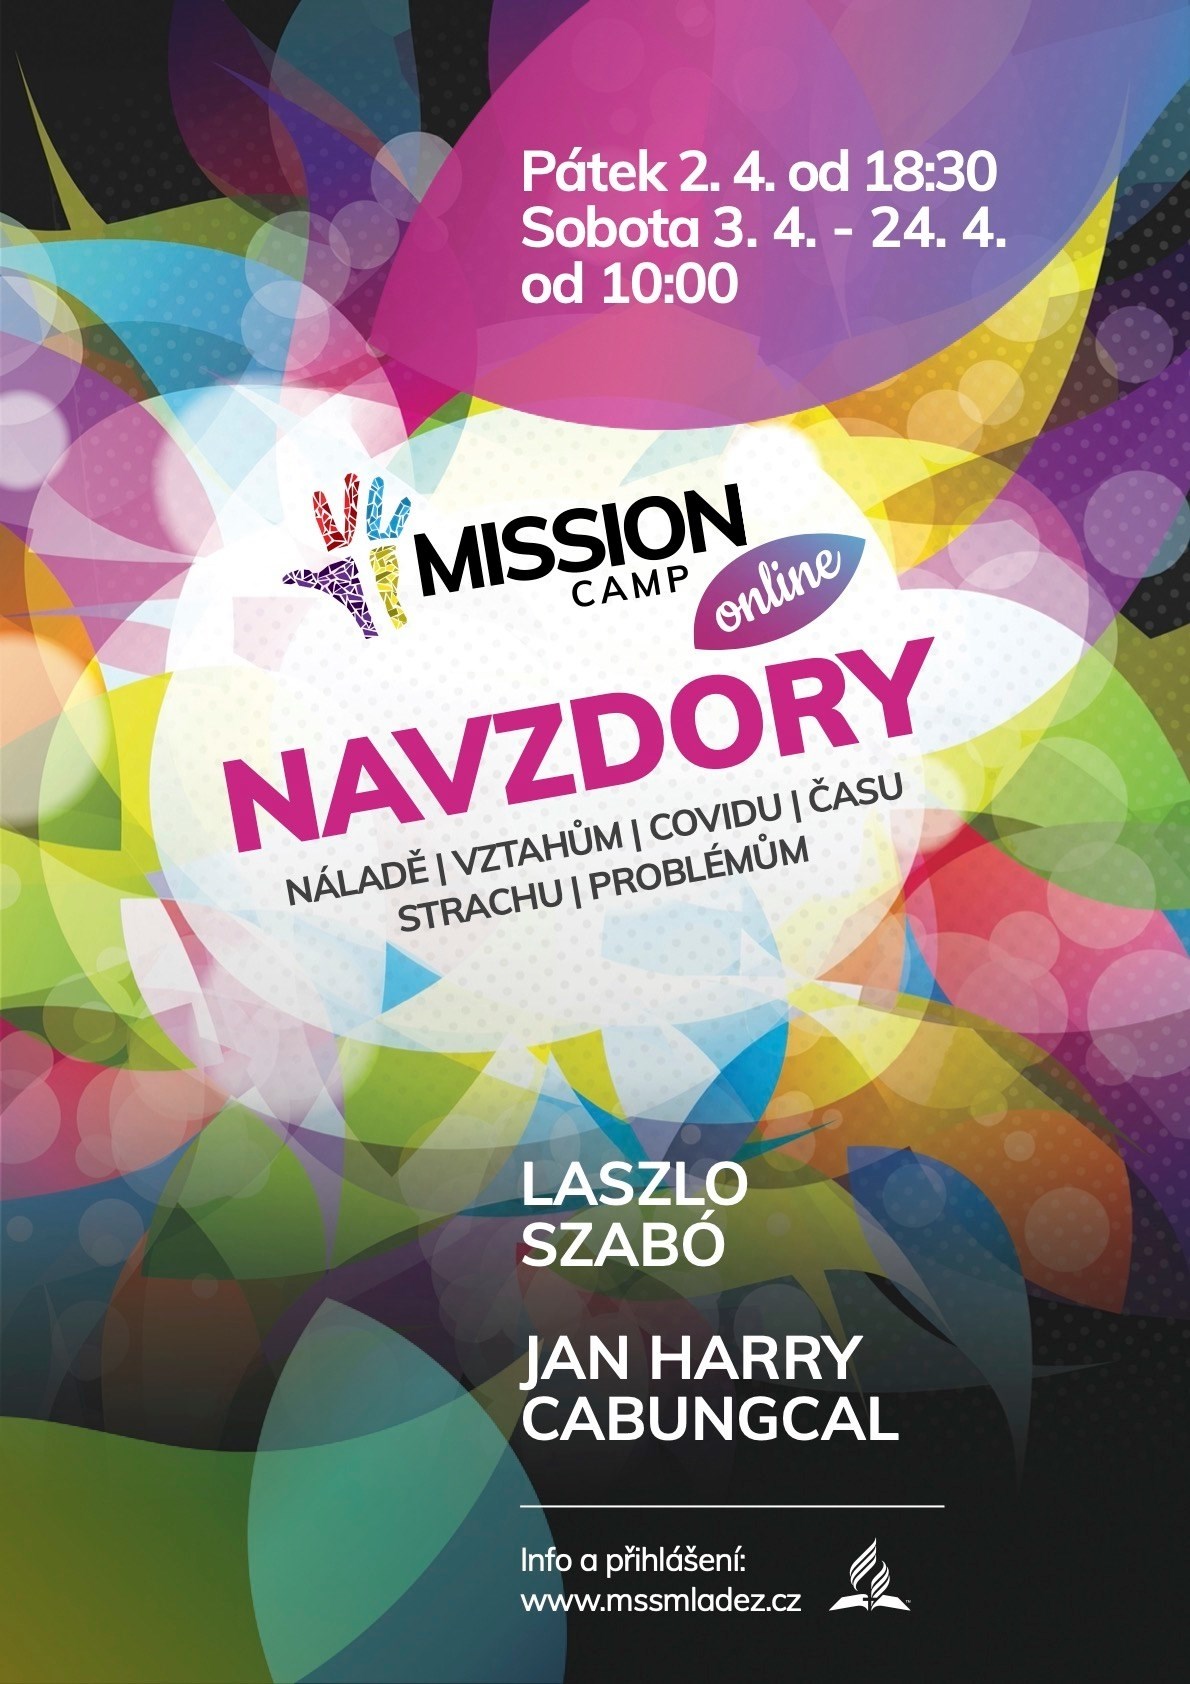 Pátek 2. 4. od 18:30
Sobota 3. 4. - 24. 4.
od 10:00
MISSION
CAMP
online
NAVZDORY
NÁLADĚ | VZTAHŮM | COVIDU | ČASU
STRACHU | PROBLÉMŮM
LASZLO
SZABÓ
JAN HARRY
CABUNGCAL
Info a přihlášení:
www.mssmladez.cz